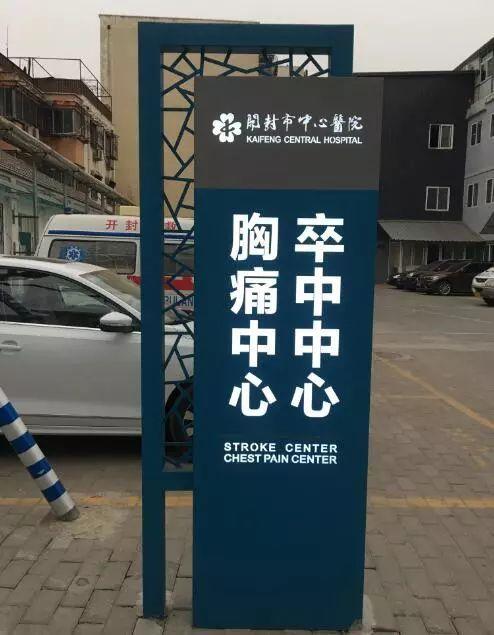 開封市中心醫院
KAIFENG CENTRAL HOSPITAL
卒中中心
胸痛中心
STROKE CENTER
CHEST PAIN CENTER
开封